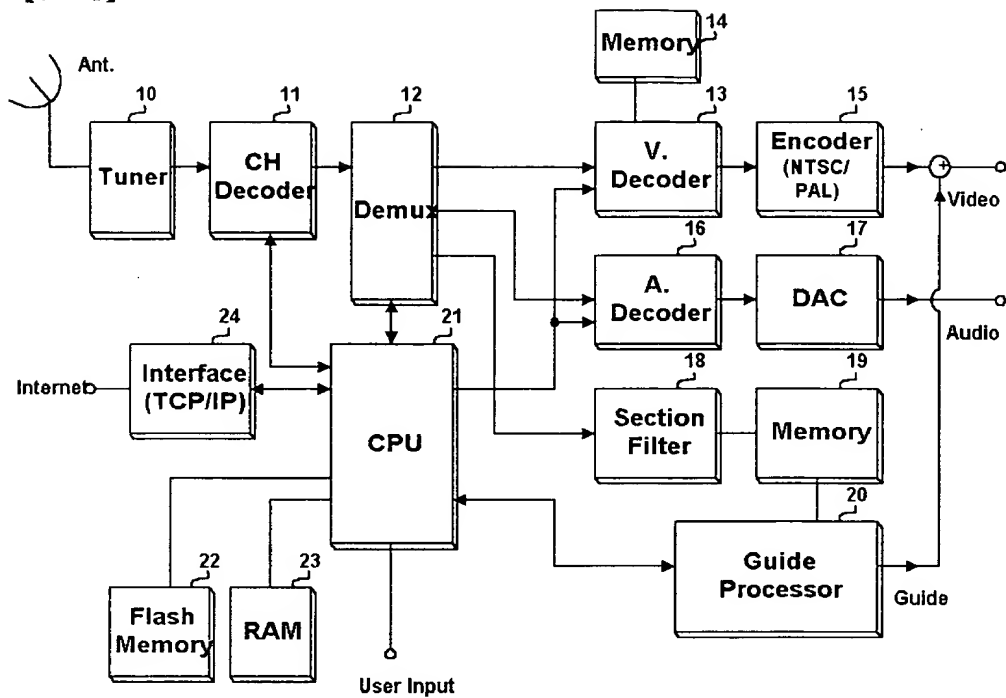 14
Memory
Ant.
10
11
12
13
15
Tuner
CH
Decoder
Demux
V.
Decoder
Encoder
(NTSC/
PAL)
+
Video
16
17
A.
Decoder
DAC
Audio
24
21
18
19
Internet
Interface
(TCP/IP)
CPU
Section
Filter
Memory
20
Guide
Processor
Guide
22
23
Flash
Memory
RAM
User Input